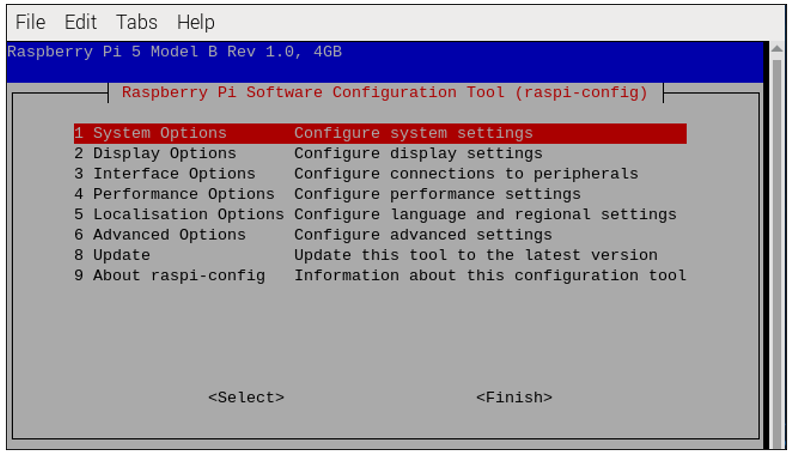 File Edit Tabs Help
Raspberry Pi 5 Model B Rev 1.0, 4GB
Raspberry Pi Software Configuration Tool (raspi-config)
1 System Options Configure system settings
2 Display Options Configure display settings
3 Interface Options Configure connections to peripherals
4 Performance Options Configure performance settings
5 Localisation Options Configure language and regional settings
6 Advanced Options Configure advanced settings
8 Update Update this tool to the latest version
9 About raspi-config Information about this configuration tool
<Select> <Finish>